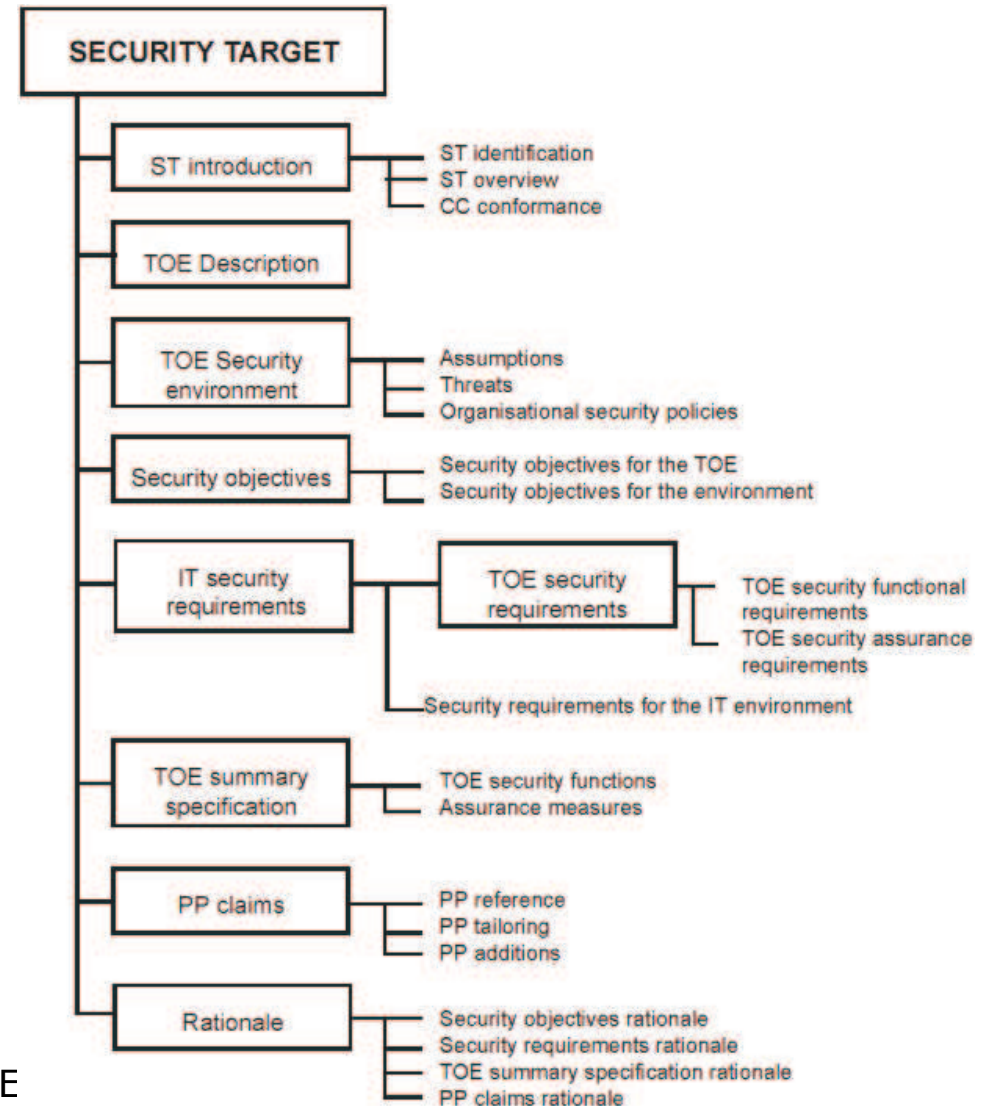 SECURITY TARGET
ST introduction
ST identification
ST overview
CC conformance
TOE Description
TOE Security
environment
Assumptions
Threats
Organisational security policies
Security objectives
Security objectives for the TOE
Security objectives for the environment
IT security
requirements
TOE security
requirements
TOE security functional
requirements
TOE security assurance
requirements
Security requirements for the IT environment
TOE summary
specification
TOE security functions
Assurance measures
PP claims
PP reference
PP tailoring
PP additions
Rationale
Security objectives rationale
Security requirements rationale
TOE summary specification rationale
PP claims rationale
E